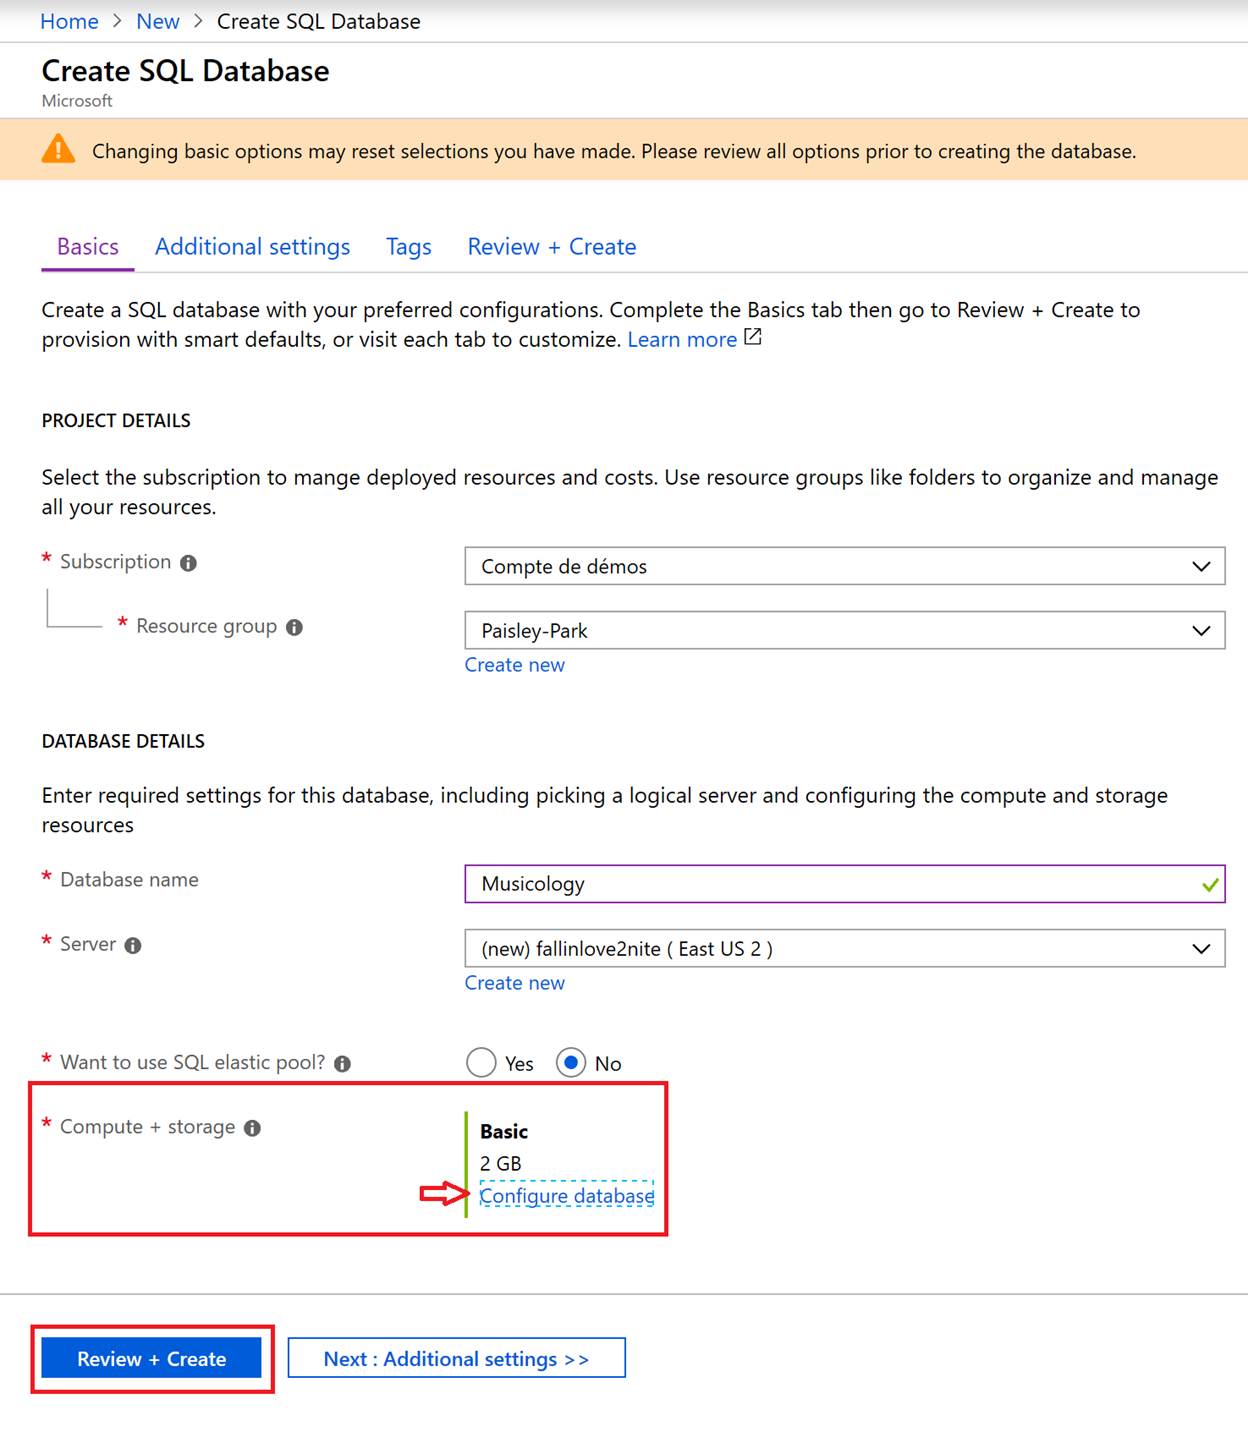 Home > New > Create SQL Database
Create SQL Database
Microsoft
Changing basic options may reset selections you have made. Please review all options prior to creating the database.
Basics Additional settings Tags Review + Create
Create a SQL database with your preferred configurations. Complete the Basics tab then go to Review + Create to
provision with smart defaults, or visit each tab to customize. Learn more
PROJECT DETAILS
Select the subscription to mange deployed resources and costs. Use resource groups like folders to organize and manage
all your resources.
* Subscription Compte de démos
* Resource group Paisley-Park
Create new
DATABASE DETAILS
Enter required settings for this database, including picking a logical server and configuring the compute and storage
resources
* Database name Musicology
* Server (new) fallinlove2nite ( East US 2 )
Create new
* Want to use SQL elastic pool? Yes No
* Compute + storage Basic
2 GB
Configure database
Review + Create Next : Additional settings >>